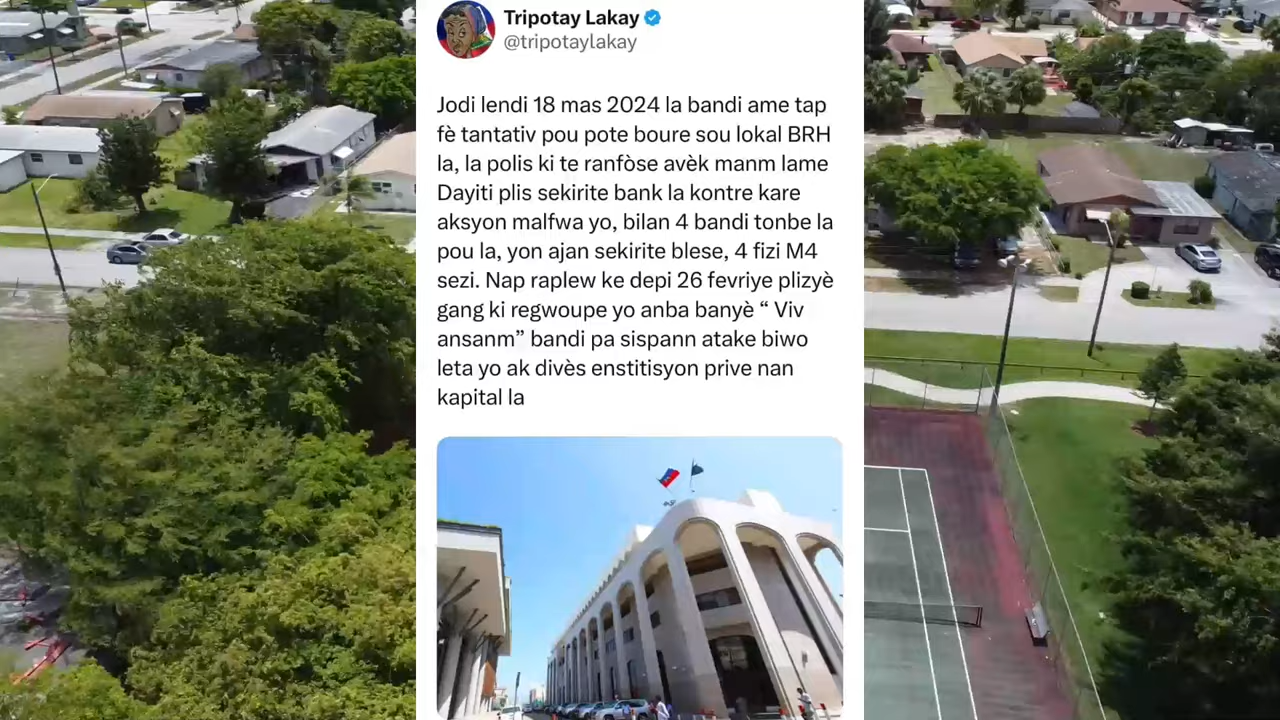 Tripotay Lakay
@tripotaylakay
Jodi lendi 18 mas 2024 la bandi ame tap
fè tantativ pou pote boure sou lokal BRH
la, la polis ki te ranfòse avèk manm lame
Dayiti plis sekirite bank la kontre kare
aksyon malfwa yo, bilan 4 bandi tonbe la
pou la, yon ajan sekirite blese, 4 fizi M4
sezi. Nap raplew ke depi 26 fevriye plizyè
gang ki regwoupe yo anba banyè “ Viv
ansanm” bandi pa sispann atake biwo
leta yo ak divès enstitisyon prive nan
kapital la